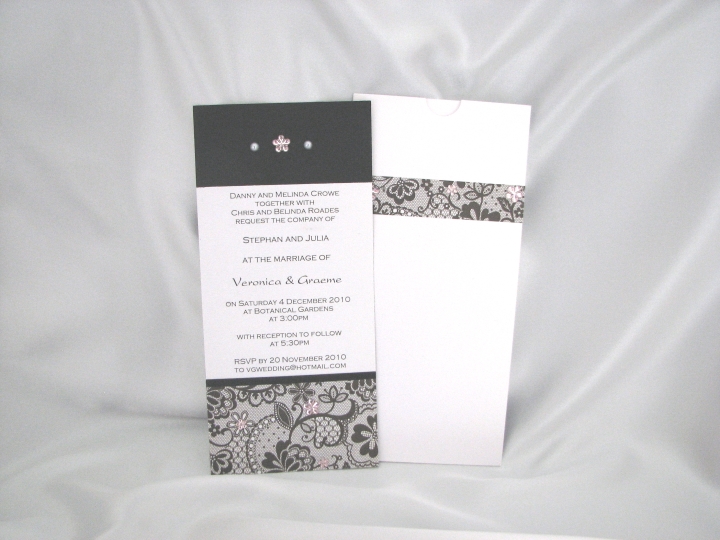 Danny and Melinda Crowe
together with
Chris and Belinda Roades
request the company of
Stephan and Julia
at the marriage of
Veronica & Graeme
on Saturday 4 December 2010
at Botanical Gardens
at 3:00pm
with reception to follow
at 5:30pm
RSVP by 20 November 2010
to vgwedding@hotmail.com